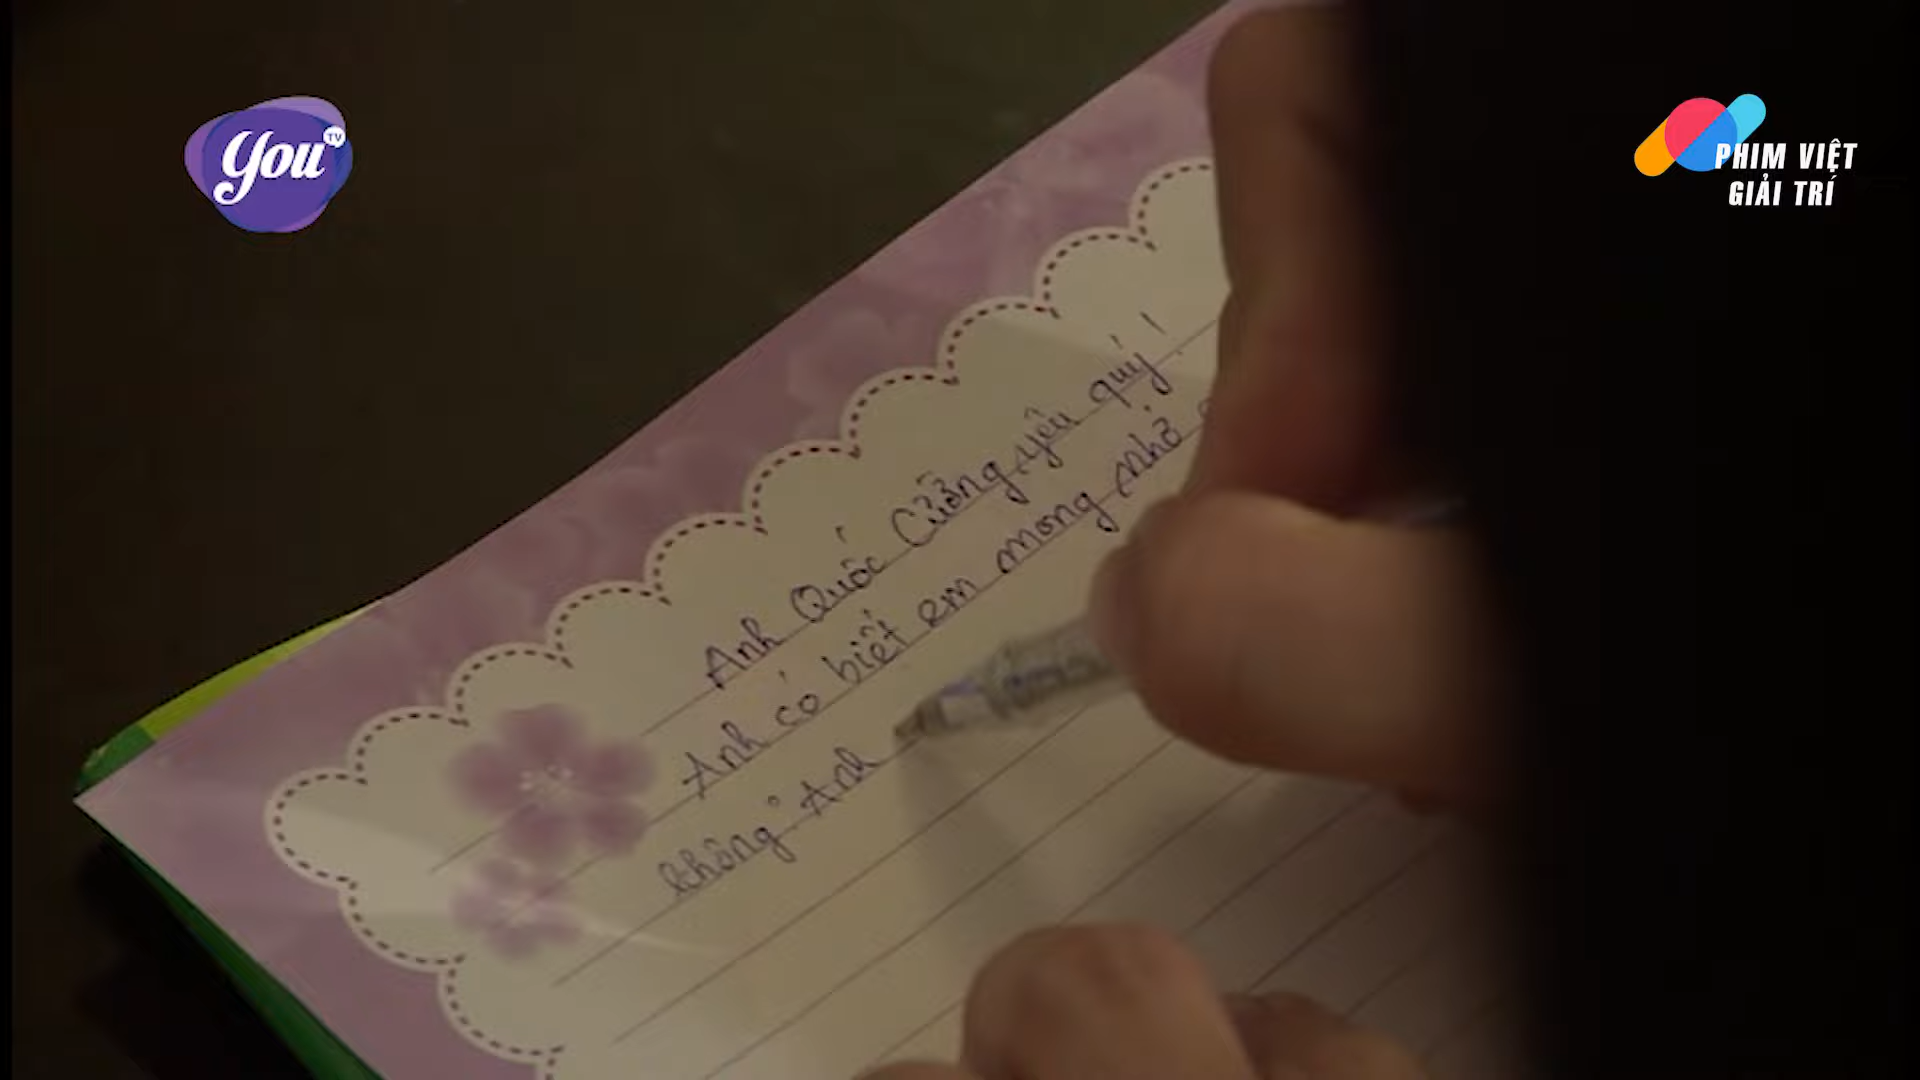 You TV
PHIM VIỆT
GIẢI TRÍ
Anh Quốc Cường yêu quý!
Anh có biết em mong nhớ
không? Anh